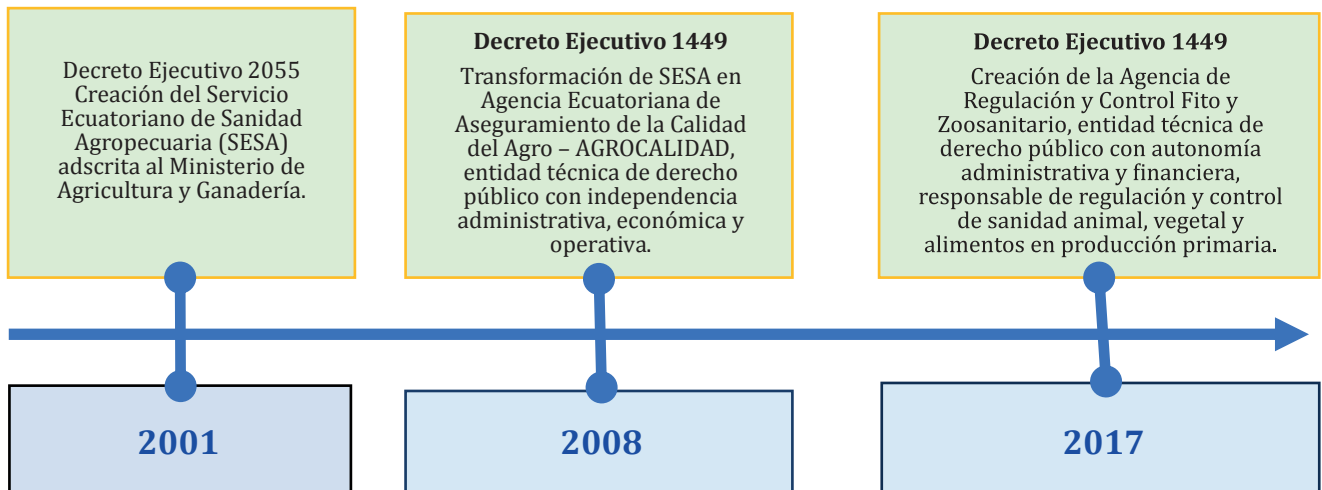 Decreto Ejecutivo 2055
Creación del Servicio
Ecuatoriano de Sanidad
Agropecuaria (SESA)
adscrita al Ministerio de
Agricultura y Ganadería.
Decreto Ejecutivo 1449
Transformación de SESA en
Agencia Ecuatoriana de
Aseguramiento de la Calidad
del Agro – AGROCALIDAD,
entidad técnica de derecho
público con independencia
administrativa, económica y
operativa.
Decreto Ejecutivo 1449
Creación de la Agencia de
Regulación y Control Fito y
Zoosanitario, entidad técnica de
derecho público con autonomía
administrativa y financiera,
responsable de regulación y control
de sanidad animal, vegetal y
alimentos en producción primaria.
2001
2008
2017